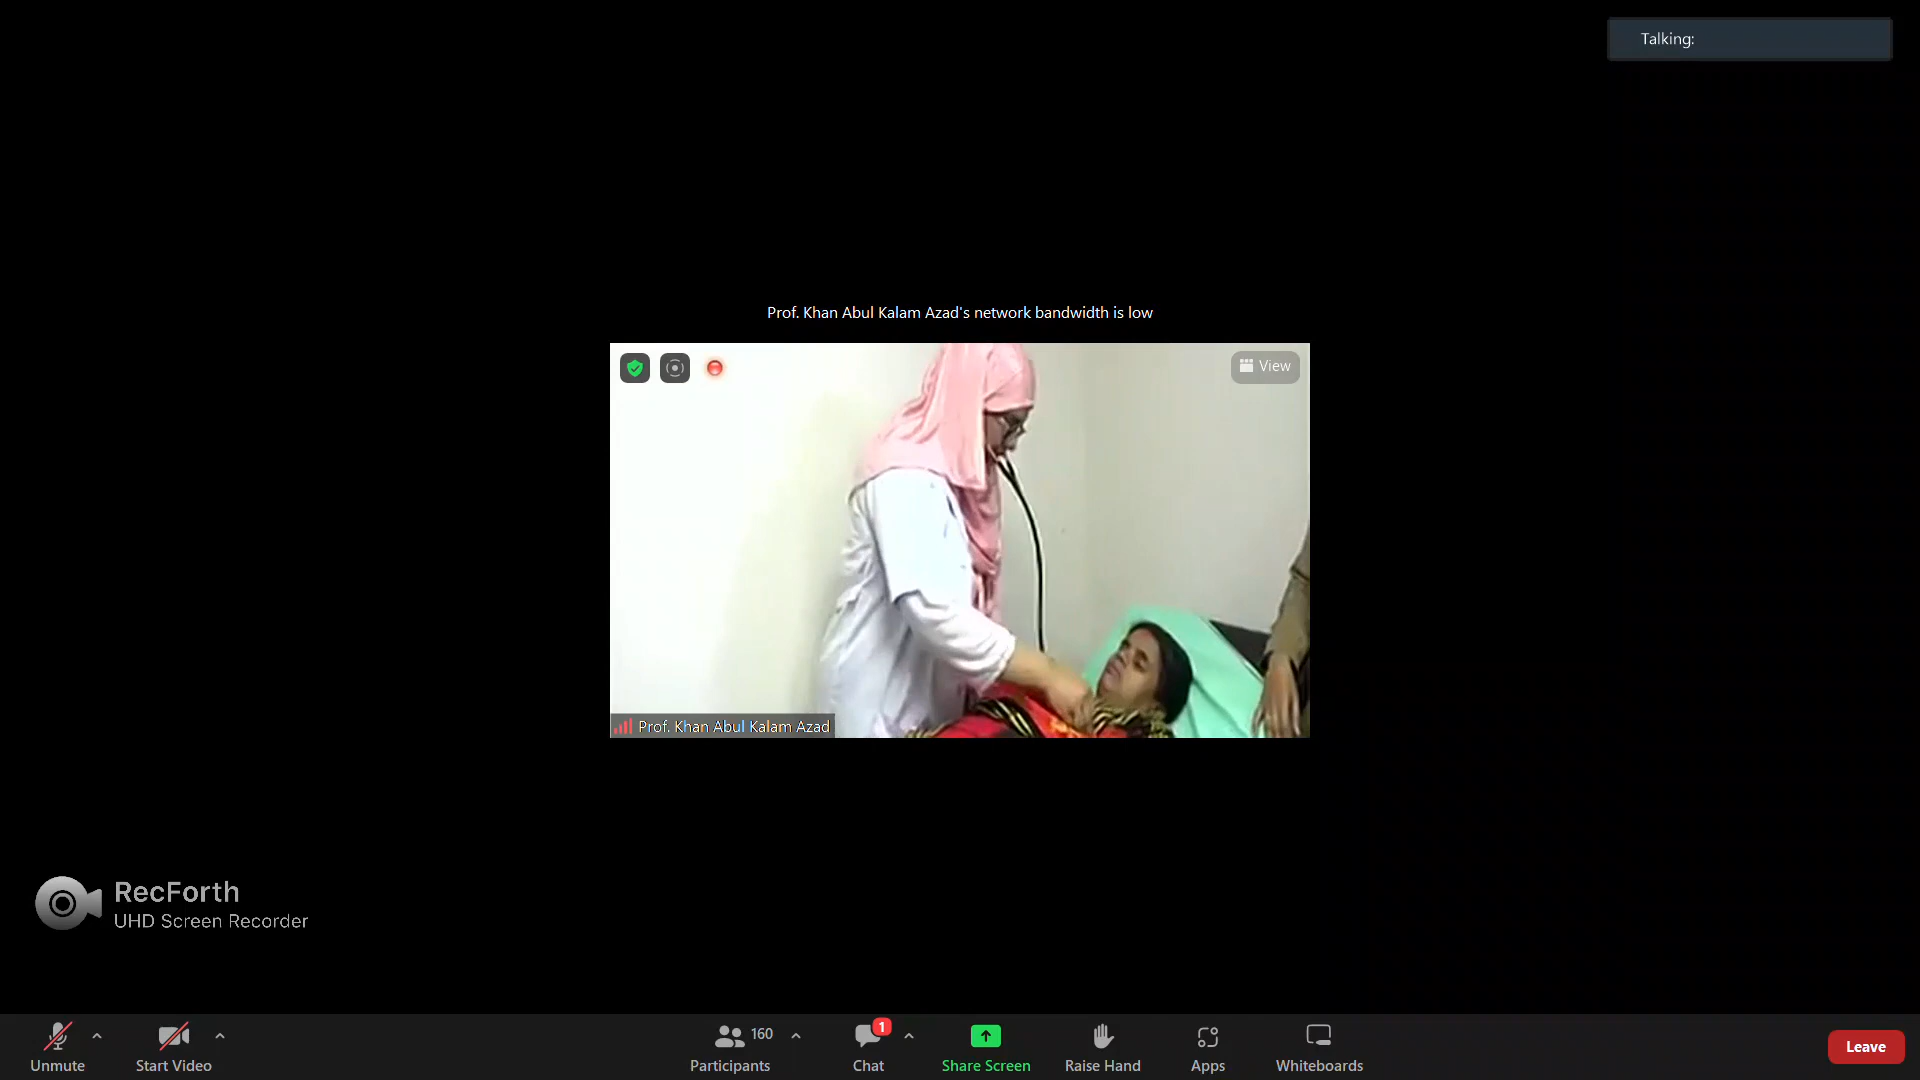 Talking:
Prof. Khan Abul Kalam Azad's network bandwidth is low
View
Prof. Khan Abul Kalam Azad
RecForth
UHD Screen Recorder
Unmute
Start Video
160
Participants
1
Chat
Share Screen
Raise Hand
Apps
Whiteboards
Leave